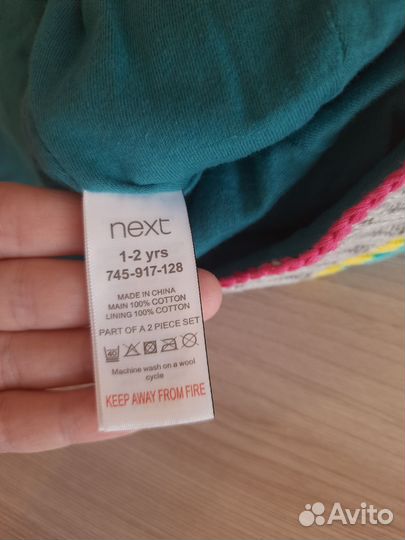 next
1-2 yrs
745-917-128
MADE IN CHINA
MAIN 100% COTTON
LINING 100% COTTON
PART OF A 2 PIECE SET
40
Machine wash on a wool
cycle
KEEP AWAY FROM FIRE
Avito